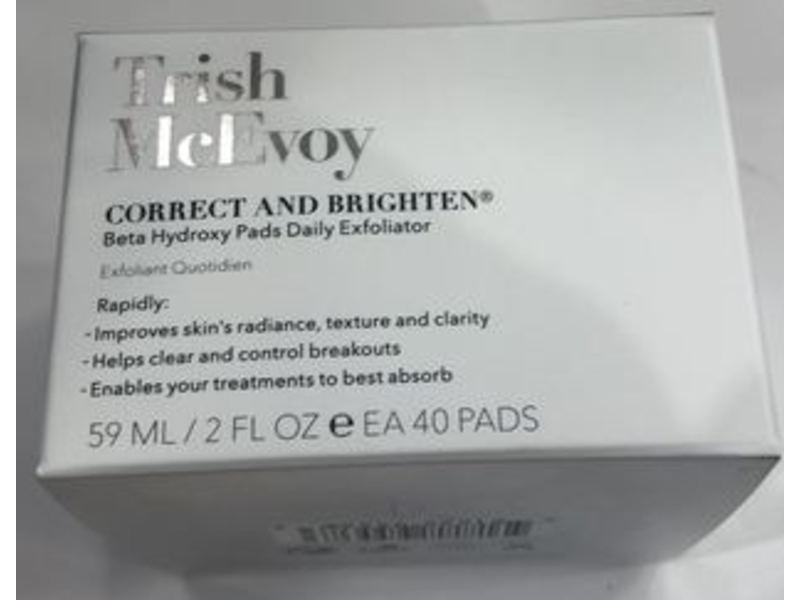 Trish
McEvoy
CORRECT AND BRIGHTEN®
Beta Hydroxy Pads Daily Exfoliator
Exfoliant Quotidien
Rapidly:
-Improves skin's radiance, texture and clarity
-Helps clear and control breakouts
-Enables your treatments to best absorb
59 ML / 2 FL OZ e EA 40 PADS